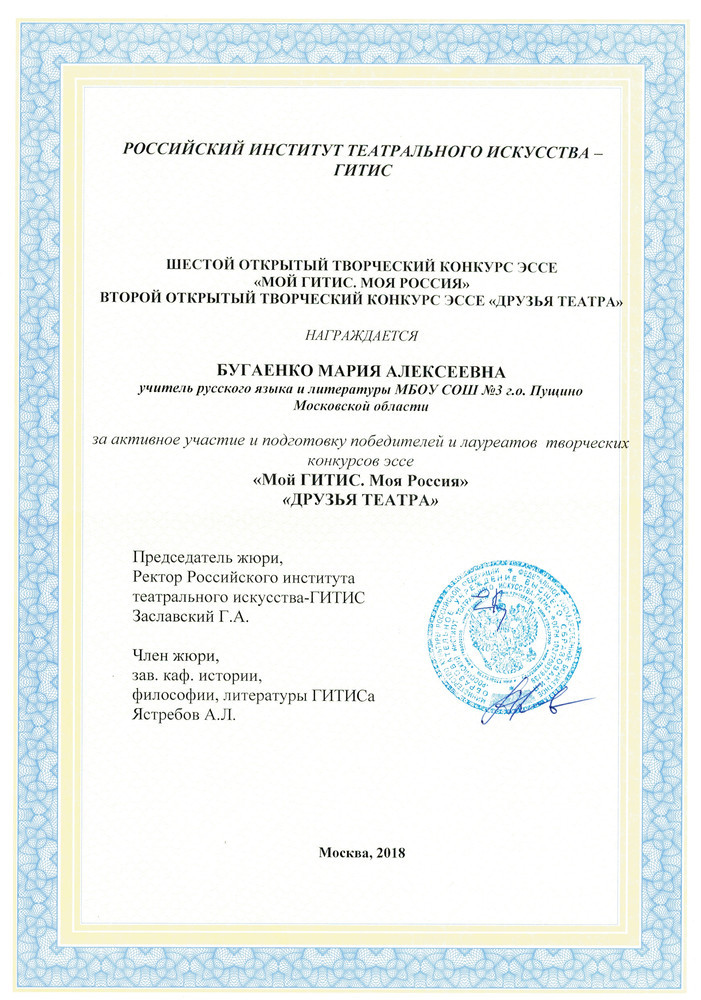 РОССИЙСКИЙ ИНСТИТУТ ТЕАТРАЛЬНОГО ИСКУССТВА –
ГИТИС
ШЕСТОЙ ОТКРЫТЫЙ ТВОРЧЕСКИЙ КОНКУРС ЭССЕ
«МОЙ ГИТИС. МОЯ РОССИЯ»
ВТОРОЙ ОТКРЫТЫЙ ТВОРЧЕСКИЙ КОНКУРС ЭССЕ «ДРУЗЬЯ ТЕАТРА»
НАГРАЖДАЕТСЯ
БУГАЕНКО МАРИЯ АЛЕКСЕЕВНА
учитель русского языка и литературы МБОУ СОШ №3 г.о. Пущино
Московской области
за активное участие и подготовку победителей и лауреатов творческих
конкурсов эссе
«Мой ГИТИС. Моя Россия»
«ДРУЗЬЯ ТЕАТРА»
Председатель жюри,
Ректор Российского института
театрального искусства-ГИТИС
Заславский Г.А.
Член жюри,
зав. каф. истории,
философии, литературы ГИТИСа
Ястребов А.Л.
Москва, 2018